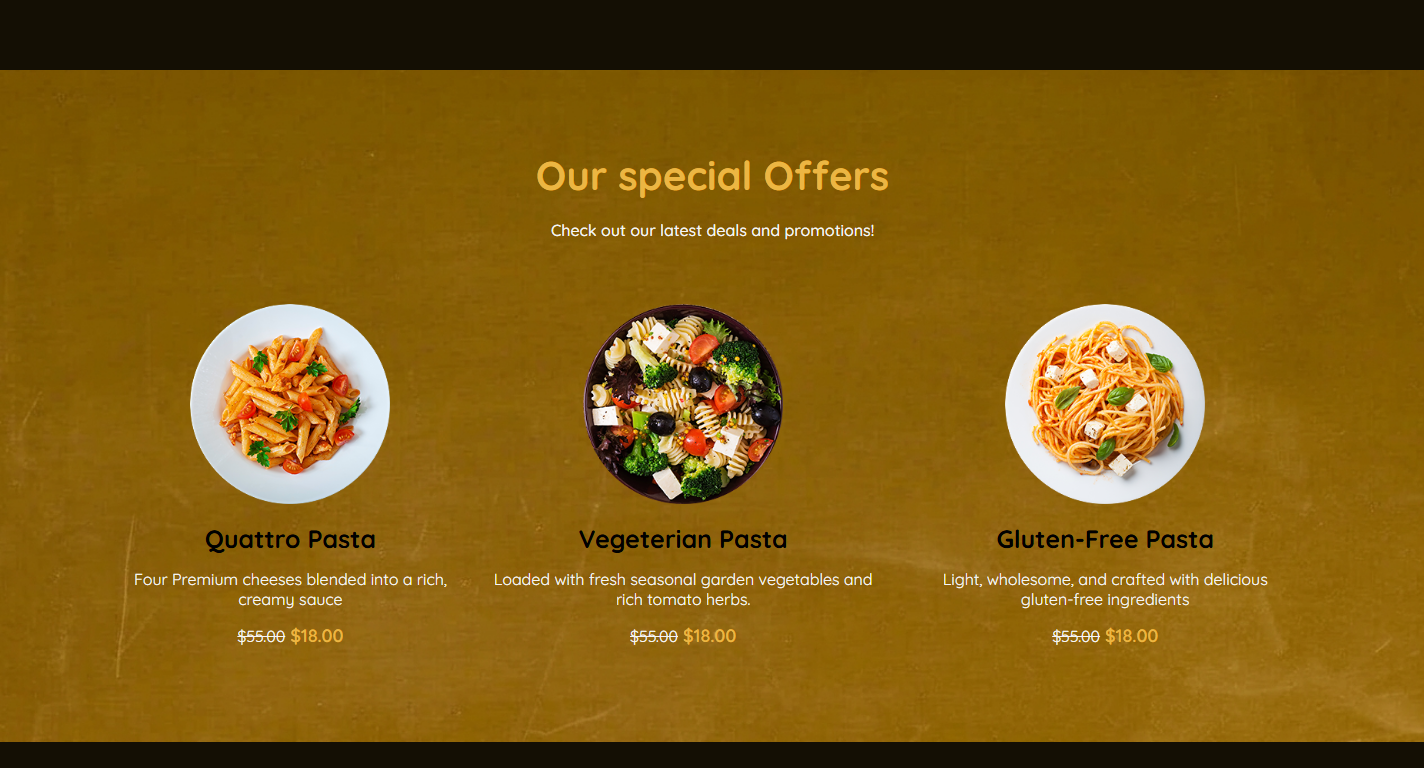 Our special Offers
Check out our latest deals and promotions!
Quattro Pasta
Four Premium cheeses blended into a rich,
creamy sauce
$55.00 $18.00
Vegeterian Pasta
Loaded with fresh seasonal garden vegetables and
rich tomato herbs.
$55.00 $18.00
Gluten-Free Pasta
Light, wholesome, and crafted with delicious
gluten-free ingredients
$55.00 $18.00